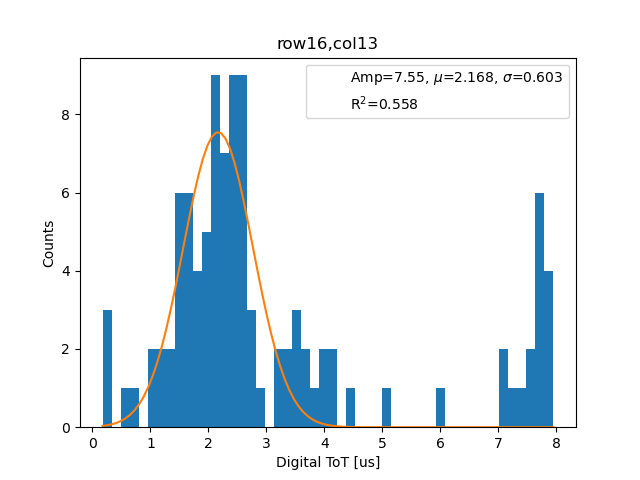 row16,col13
Amp=7.55, μ=2.168, σ=0.603
R²=0.558
Counts
8
6
4
2
0
0 1 2 3 4 5 6 7 8
Digital ToT [us]